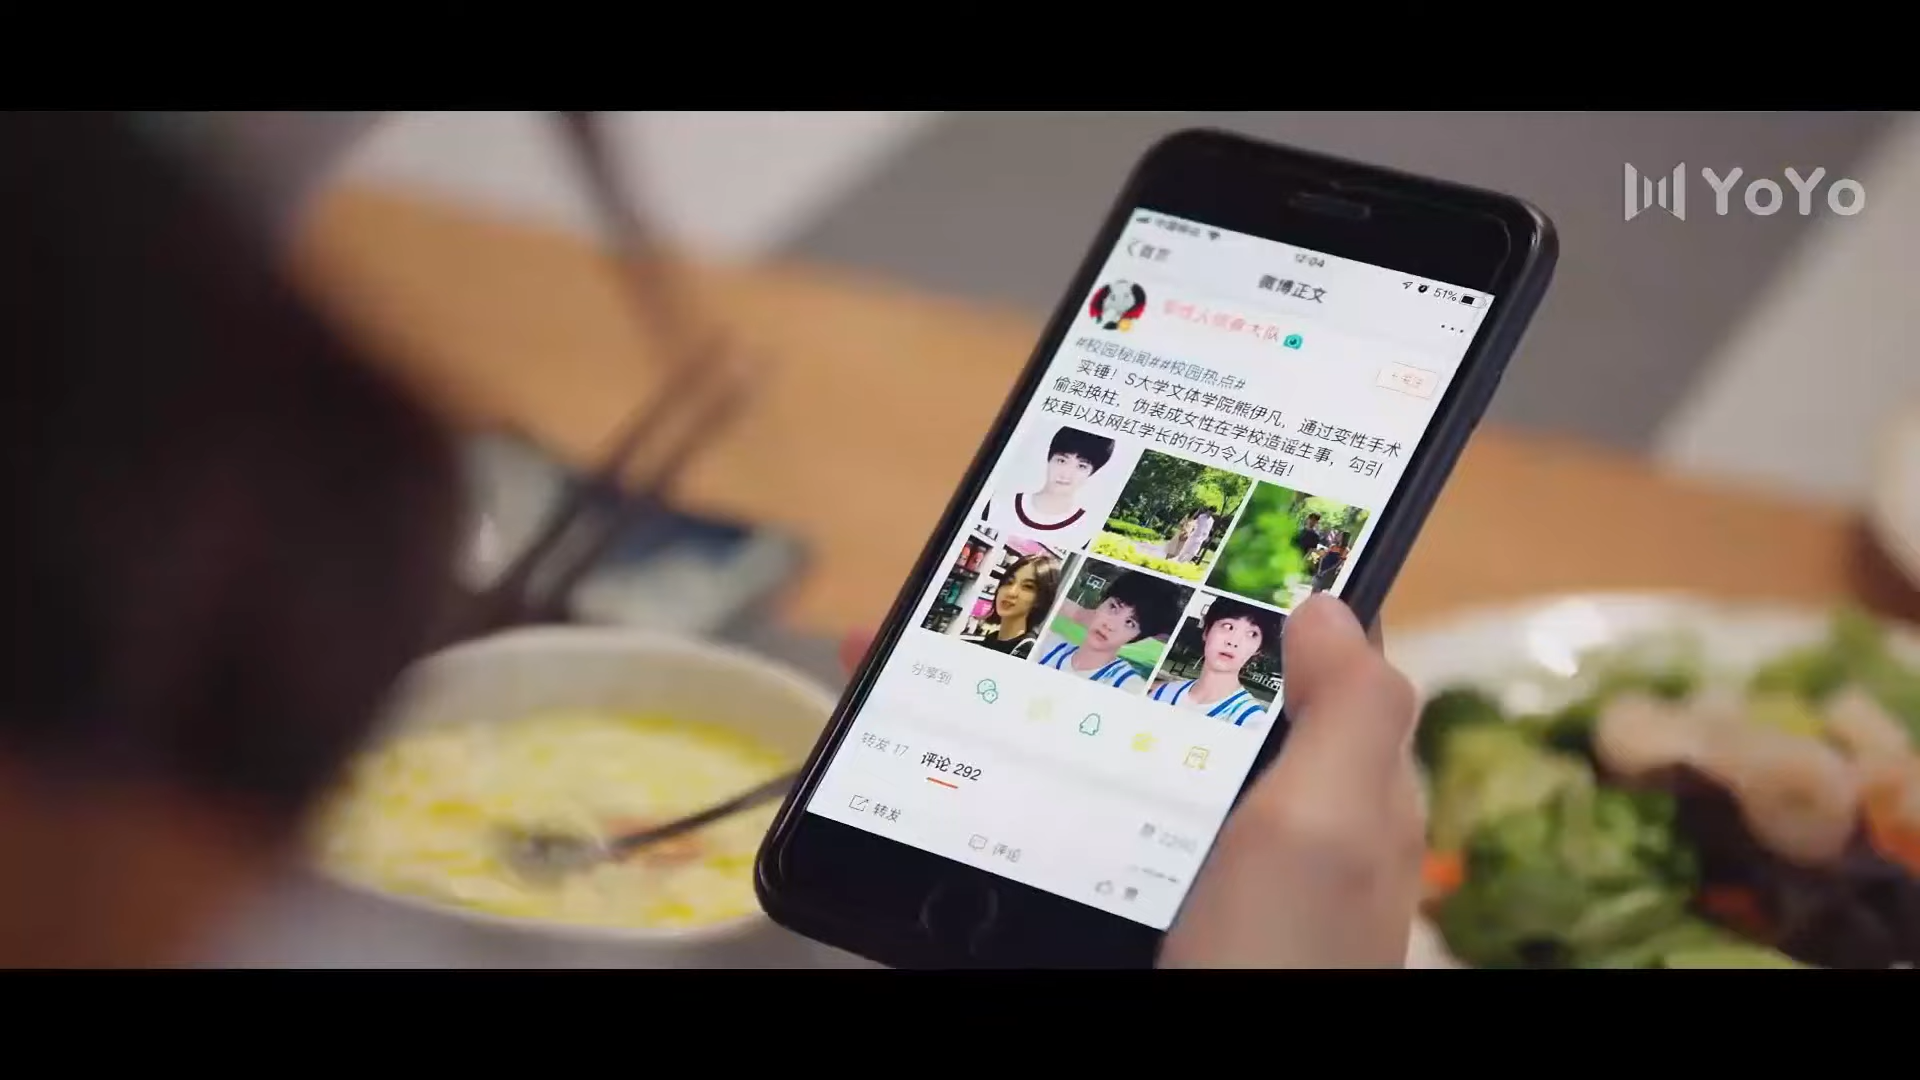 YoYo
12:04
51%
首页
微博正文
#校园秘闻##校园热点#
实锤！S大学文体学院熊伊凡，通过变性手术
偷梁换柱，伪装成女性在学校造谣生事，勾引
校草以及网红学长的行为令人发指！
分享到
转发 17
评论 292
转发
评论